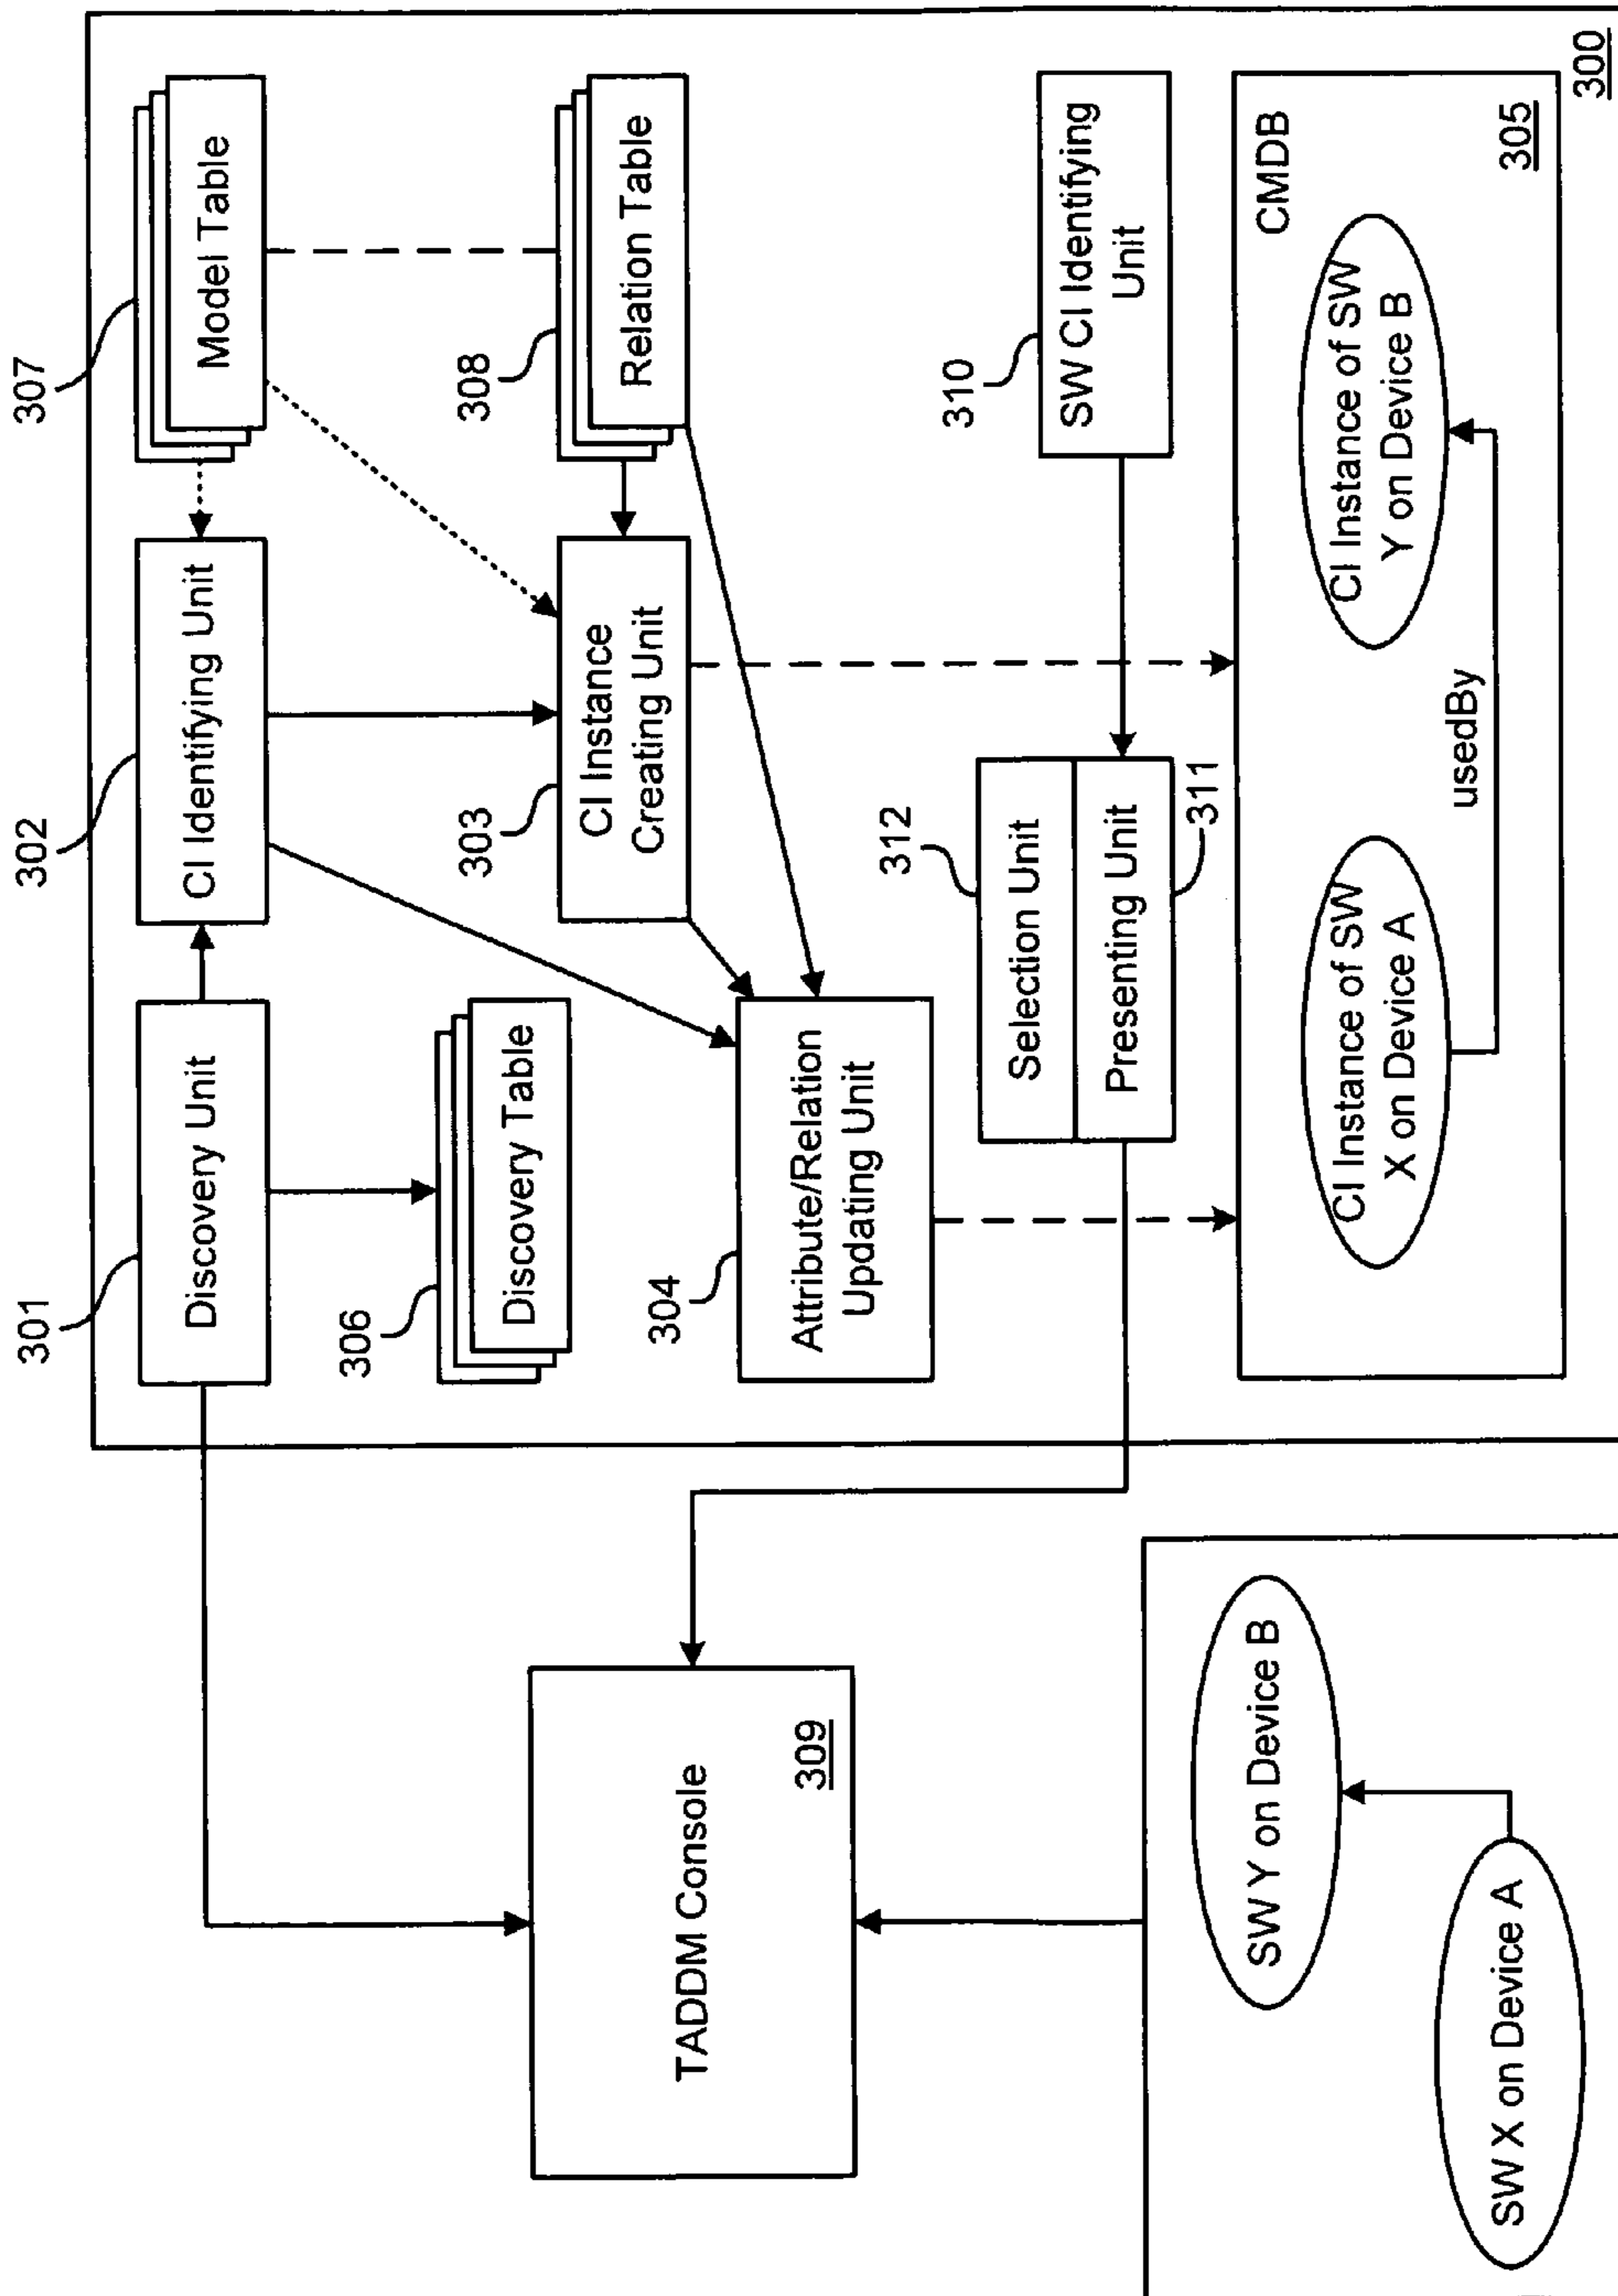 301
Discovery Unit
302
CI Identifying Unit
307
Model Table
306
Discovery Table
303
CI Instance
Creating Unit
308
Relation Table
304
Attribute/Relation
Updating Unit
312
Selection Unit
Presenting Unit
311
310
SW CI Identifying
Unit
TADDM Console
309
CMDB
CI Instance of SW
X on Device A
usedBy
CI Instance of SW
Y on Device B
305
300
SW Y on Device B
SW X on Device A